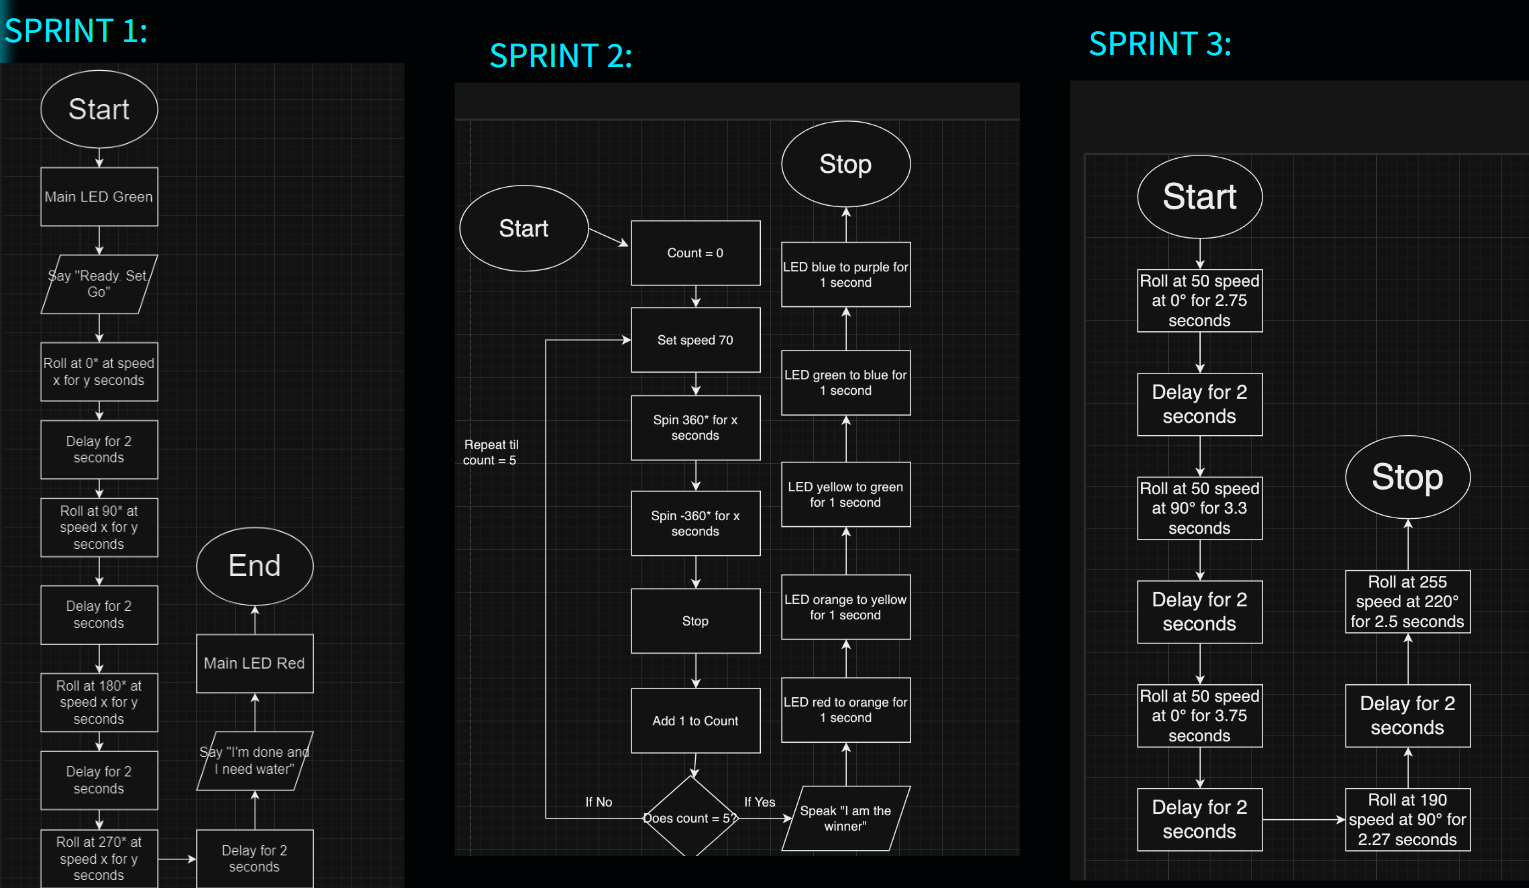 SPRINT 1:
Start
Main LED Green
Say "Ready. Set
Go"
Roll at 0* at speed
x for y seconds
Delay for 2
seconds
Roll at 90* at
speed x for y
seconds
Delay for 2
seconds
Roll at 180* at
speed x for y
seconds
Delay for 2
seconds
Roll at 270* at
speed x for y
seconds
Delay for 2
seconds
Say "I'm done and
I need water"
Main LED Red
End
SPRINT 2:
Start
Count = 0
Set speed 70
Spin 360* for x
seconds
Spin -360* for x
seconds
Stop
Add 1 to Count
Does count = 5?
If No
Repeat til
count = 5
If Yes
Speak "I am the
winner"
LED red to orange for
1 second
LED orange to yellow
for 1 second
LED yellow to green
for 1 second
LED green to blue for
1 second
LED blue to purple for
1 second
Stop
SPRINT 3:
Start
Roll at 50 speed
at 0° for 2.75
seconds
Delay for 2
seconds
Roll at 50 speed
at 90° for 3.3
seconds
Delay for 2
seconds
Roll at 50 speed
at 0° for 3.75
seconds
Delay for 2
seconds
Roll at 190
speed at 90° for
2.27 seconds
Delay for 2
seconds
Roll at 255
speed at 220°
for 2.5 seconds
Stop